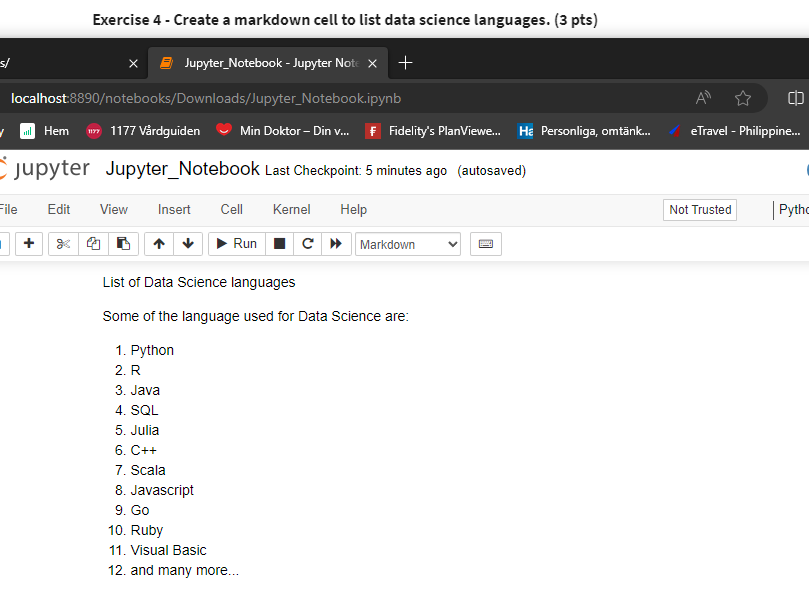 Exercise 4 - Create a markdown cell to list data science languages. (3 pts)
s/ Jupyter_Notebook - Jupyter Note
localhost:8890/notebooks/Downloads/Jupyter_Notebook.ipynb
Hem 1177 1177 Vårdguiden Min Doktor – Din v... F Fidelity's PlanViewe... Personliga, omtänk... eTravel - Philippine...
jupyter Jupyter_Notebook Last Checkpoint: 5 minutes ago (autosaved)
File Edit View Insert Cell Kernel Help Not Trusted Pytho
Run Markdown
List of Data Science languages
Some of the language used for Data Science are:
1. Python
2. R
3. Java
4. SQL
5. Julia
6. C++
7. Scala
8. Javascript
9. Go
10. Ruby
11. Visual Basic
12. and many more...